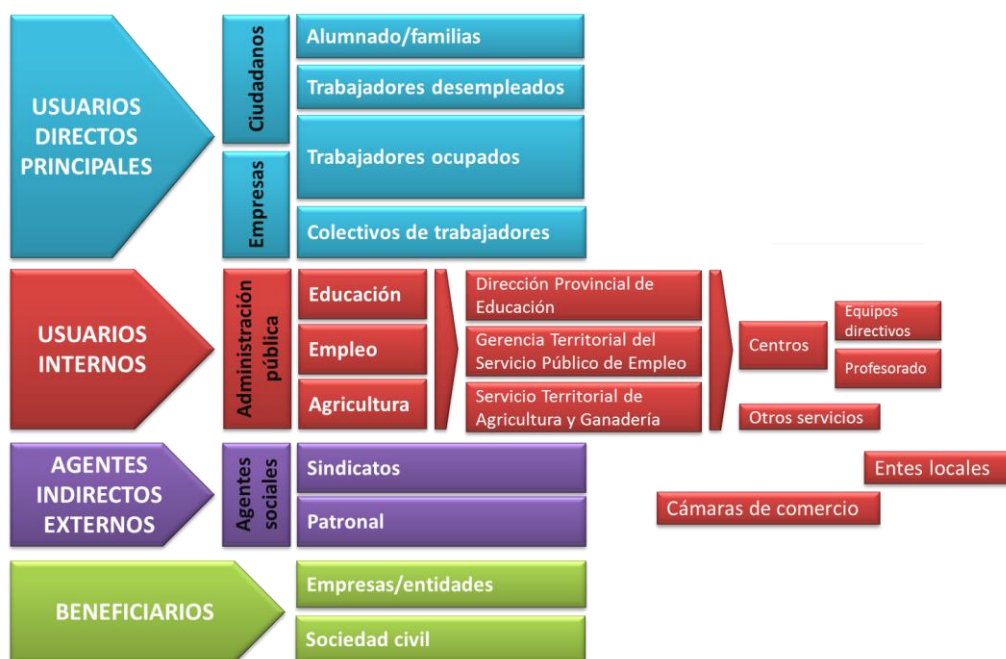 USUARIOS
DIRECTOS
PRINCIPALES
Ciudadanos
Empresas
Alumnado/familias
Trabajadores desempleados
Trabajadores ocupados
Colectivos de trabajadores
USUARIOS
INTERNOS
Administración
pública
Educación
Empleo
Agricultura
Dirección Provincial de
Educación
Gerencia Territorial del
Servicio Público de Empleo
Servicio Territorial de
Agricultura y Ganadería
Centros
Equipos
directivos
Profesorado
Otros servicios
AGENTES
INDIRECTOS
EXTERNOS
Agentes
sociales
Sindicatos
Patronal
Entes locales
Cámaras de comercio
BENEFICIARIOS
Empresas/entidades
Sociedad civil